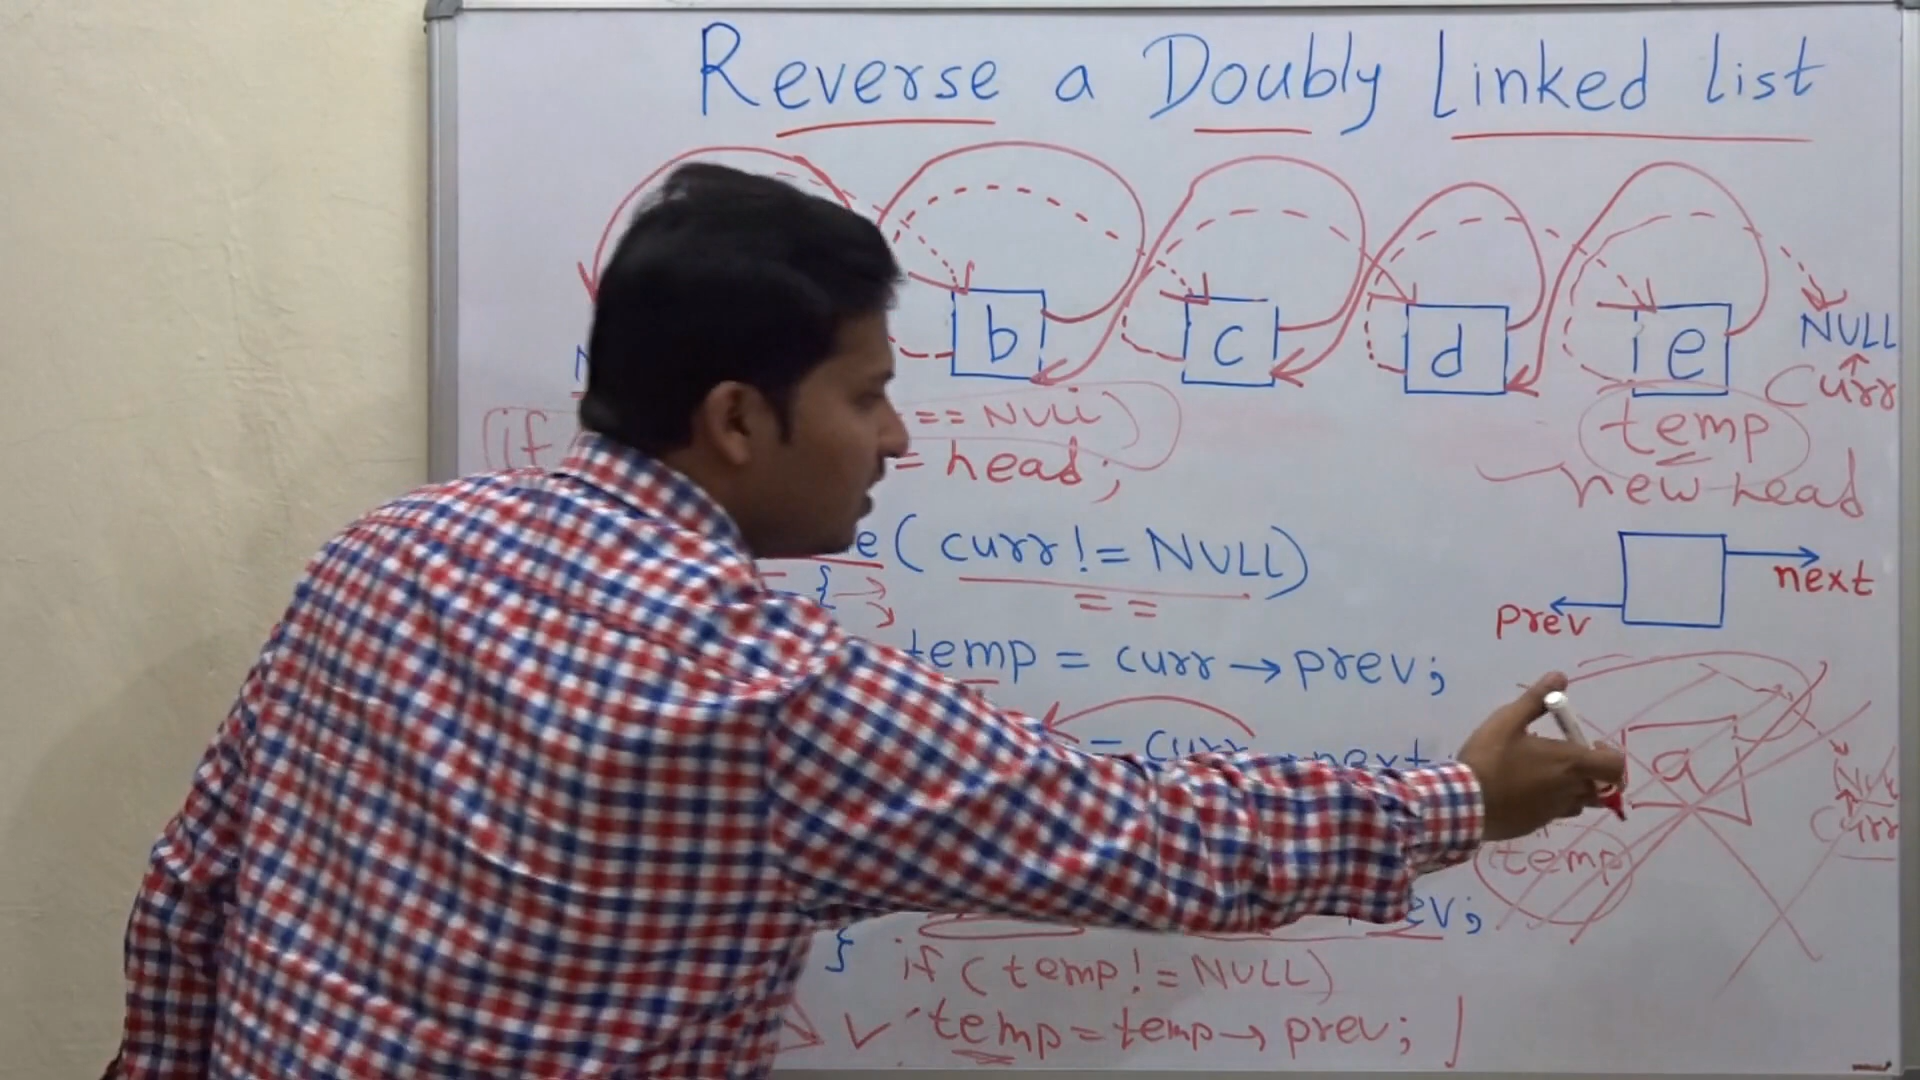 Reverse a Doubly Linked list
b c d e NULL
Curr
(if == NULL) temp
= head; new head
e(curr!= NULL)
{ == next
prev
temp = curr→prev;
= curr→next a
Curr
temp
ev;
} if (temp!=NULL)
temp = temp→prev;